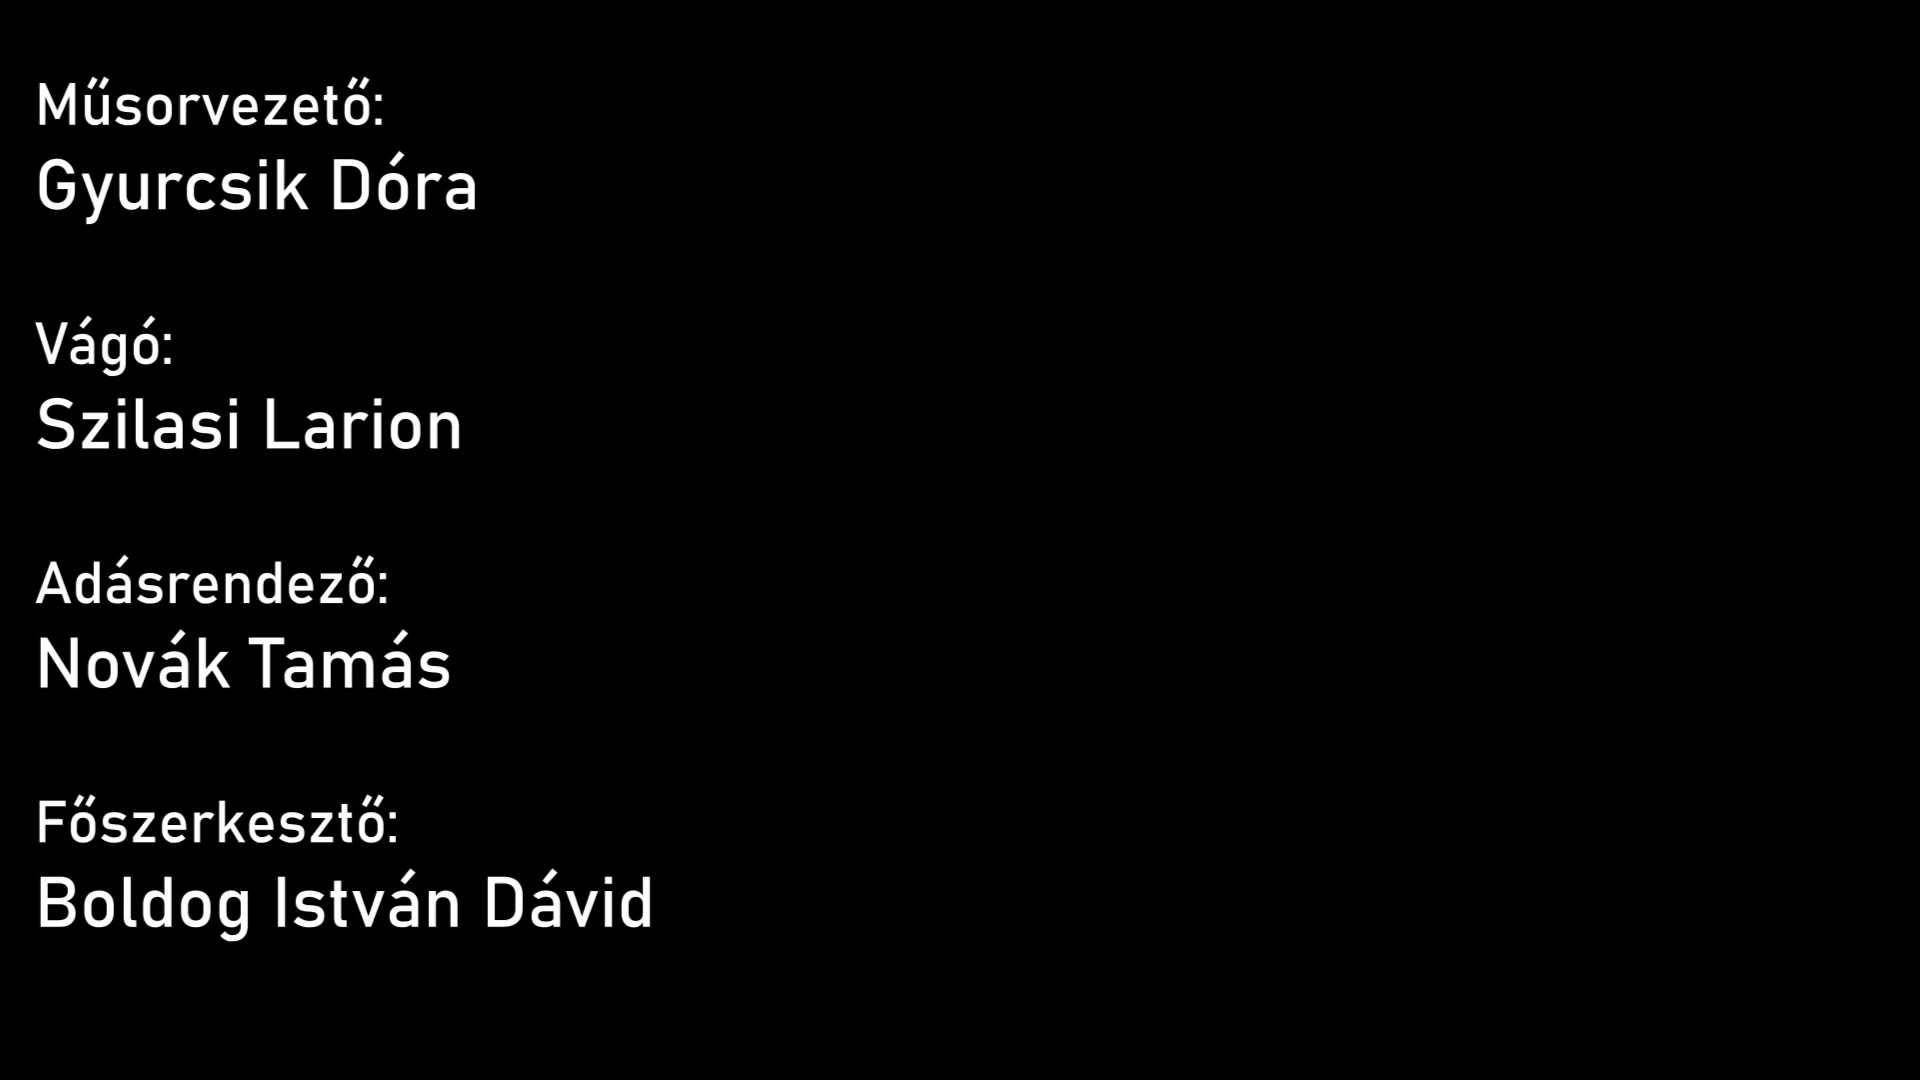 Műsorvezető:
Gyurcsik Dóra
Vágó:
Szilasi Larion
Adásrendező:
Novák Tamás
Főszerkesztő:
Boldog István Dávid